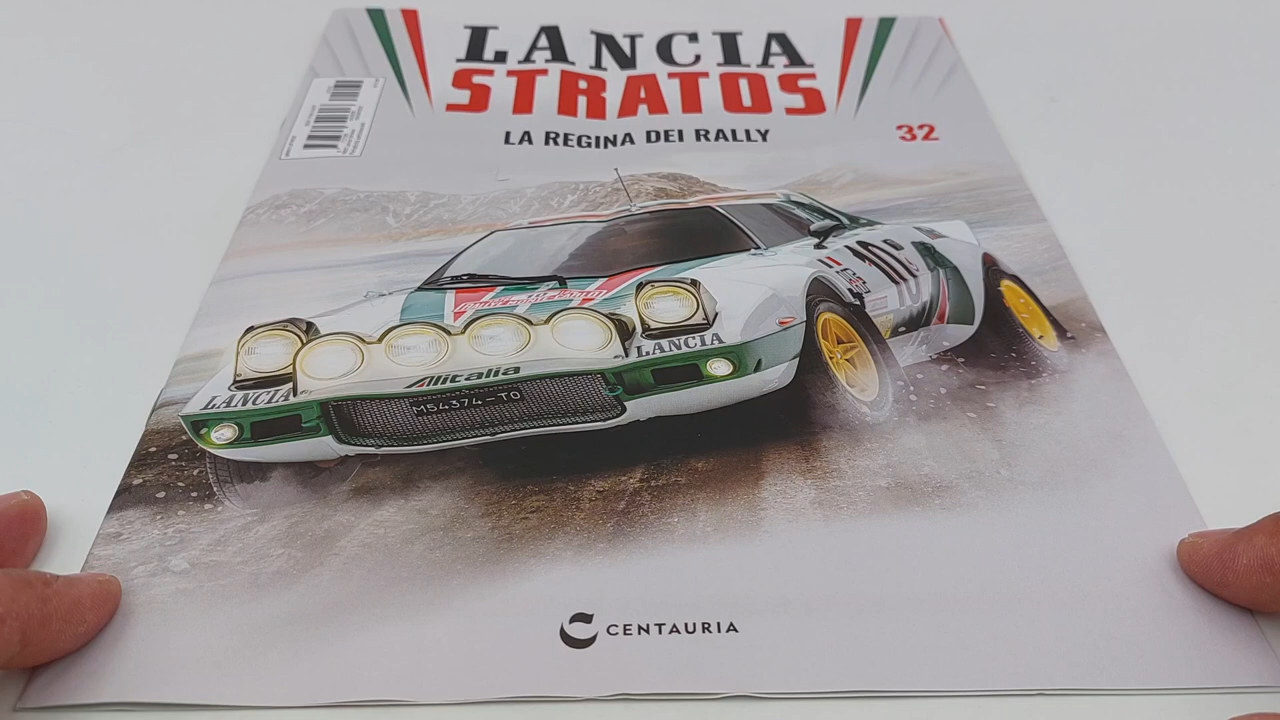 LANCIA
STRATOS
LA REGINA DEI RALLY
32
LANCIA
Alitalia
LANCIA
M54374-TO
CENTAURIA